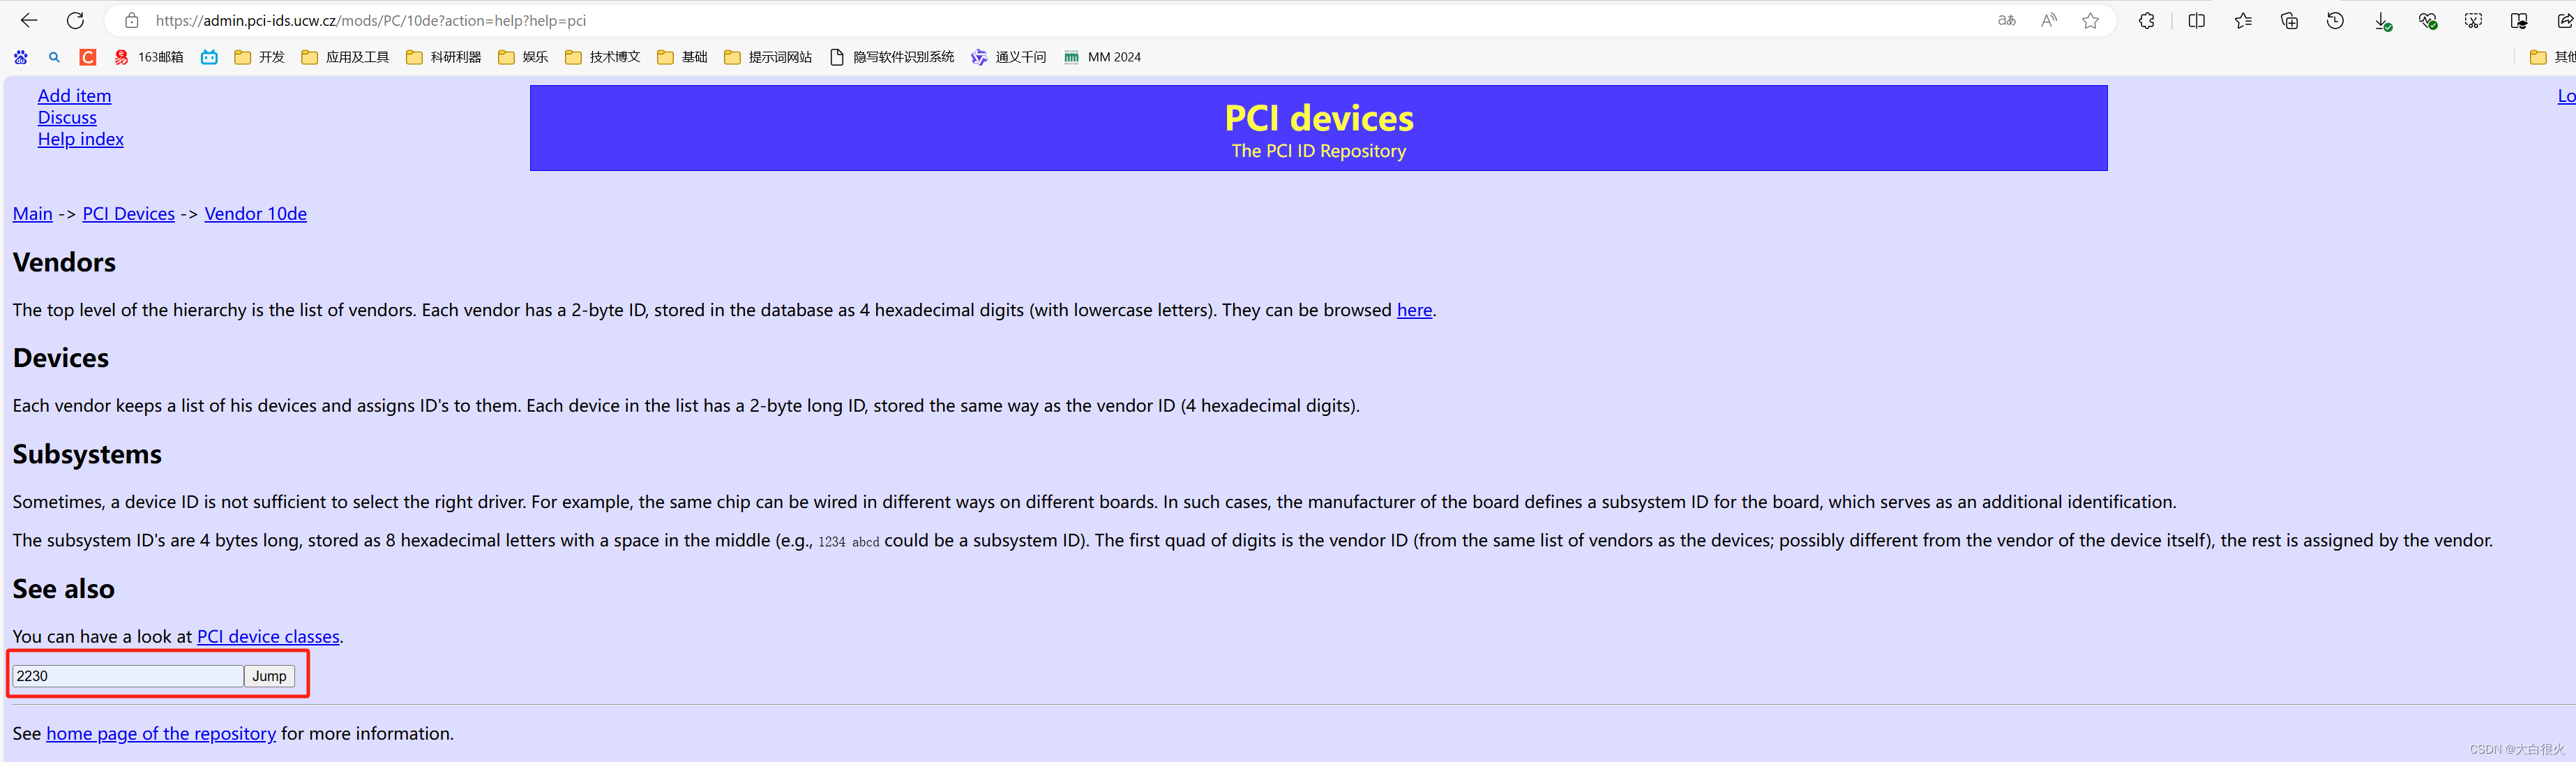 https://admin.pci-ids.ucw.cz/mods/PC/10de?action=help?help=pci
163邮箱 开发 应用及工具 科研利器 娱乐 技术博文 基础 提示词网站 隐写软件识别系统 通义千问 MM 2024 其他
Add item
Discuss
Help index
PCI devices
The PCI ID Repository
Lo
Main -> PCI Devices -> Vendor 10de
Vendors
The top level of the hierarchy is the list of vendors. Each vendor has a 2-byte ID, stored in the database as 4 hexadecimal digits (with lowercase letters). They can be browsed here.
Devices
Each vendor keeps a list of his devices and assigns ID's to them. Each device in the list has a 2-byte long ID, stored the same way as the vendor ID (4 hexadecimal digits).
Subsystems
Sometimes, a device ID is not sufficient to select the right driver. For example, the same chip can be wired in different ways on different boards. In such cases, the manufacturer of the board defines a subsystem ID for the board, which serves as an additional identification.
The subsystem ID's are 4 bytes long, stored as 8 hexadecimal letters with a space in the middle (e.g., 1234 abcd could be a subsystem ID). The first quad of digits is the vendor ID (from the same list of vendors as the devices; possibly different from the vendor of the device itself), the rest is assigned by the vendor.
See also
You can have a look at PCI device classes.
2230 Jump
See home page of the repository for more information.
CSDN @大白很火